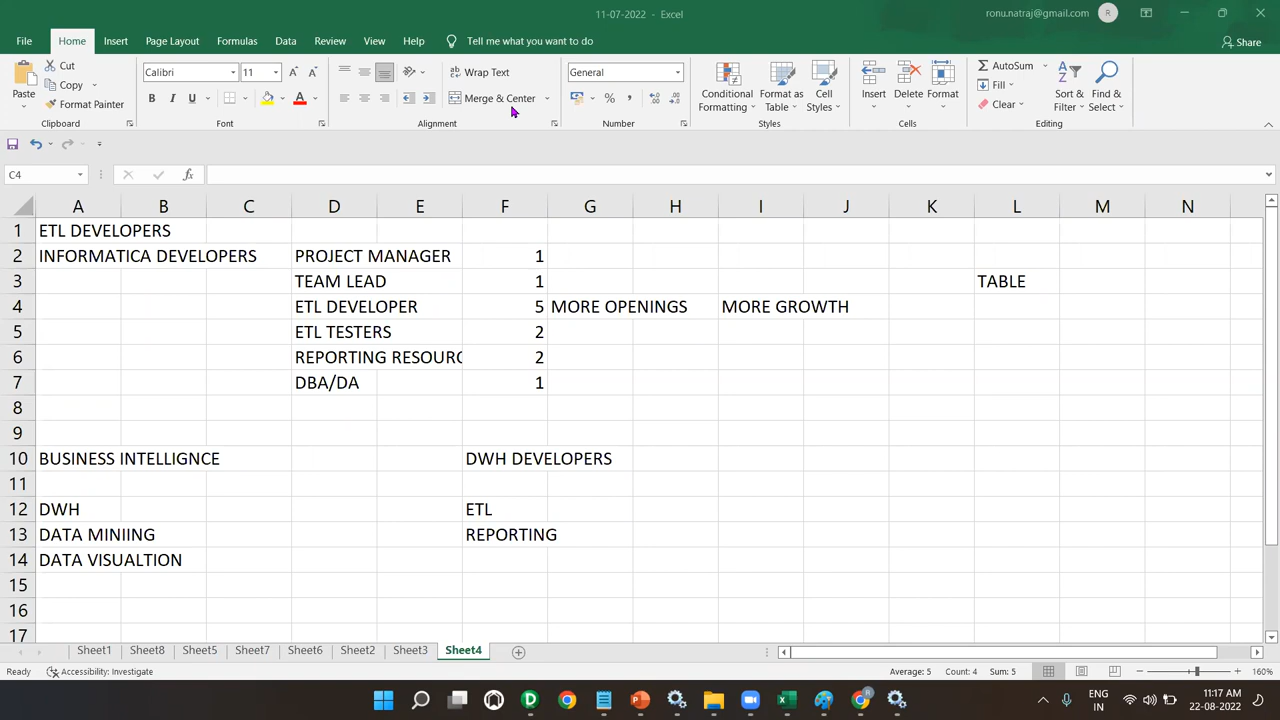 11-07-2022 - Excel
ronu.natraj@gmail.com R
File Home Insert Page Layout Formulas Data Review View Help Tell me what you want to do Share
Paste Cut Copy Format Painter Clipboard
Calibri 11 B I U A Font
Wrap Text Merge & Center Alignment
General % , Number
Conditional Formatting Format as Table Cell Styles Styles
Insert Delete Format Cells
AutoSum Fill Clear Sort & Filter Find & Select Editing
C4 fx
A B C D E F G H I J K L M N
1 ETL DEVELOPERS
2 INFORMATICA DEVELOPERS PROJECT MANAGER 1
3 TEAM LEAD 1 TABLE
4 ETL DEVELOPER 5 MORE OPENINGS MORE GROWTH
5 ETL TESTERS 2
6 REPORTING RESOURC 2
7 DBA/DA 1
8
9
10 BUSINESS INTELLIGNCE DWH DEVELOPERS
11
12 DWH ETL
13 DATA MINIING REPORTING
14 DATA VISUALTION
15
16
17
Sheet1 Sheet8 Sheet5 Sheet7 Sheet6 Sheet2 Sheet3 Sheet4
Ready Accessibility: Investigate Average: 5 Count: 4 Sum: 5 160%
ENG IN 11:17 AM 22-08-2022